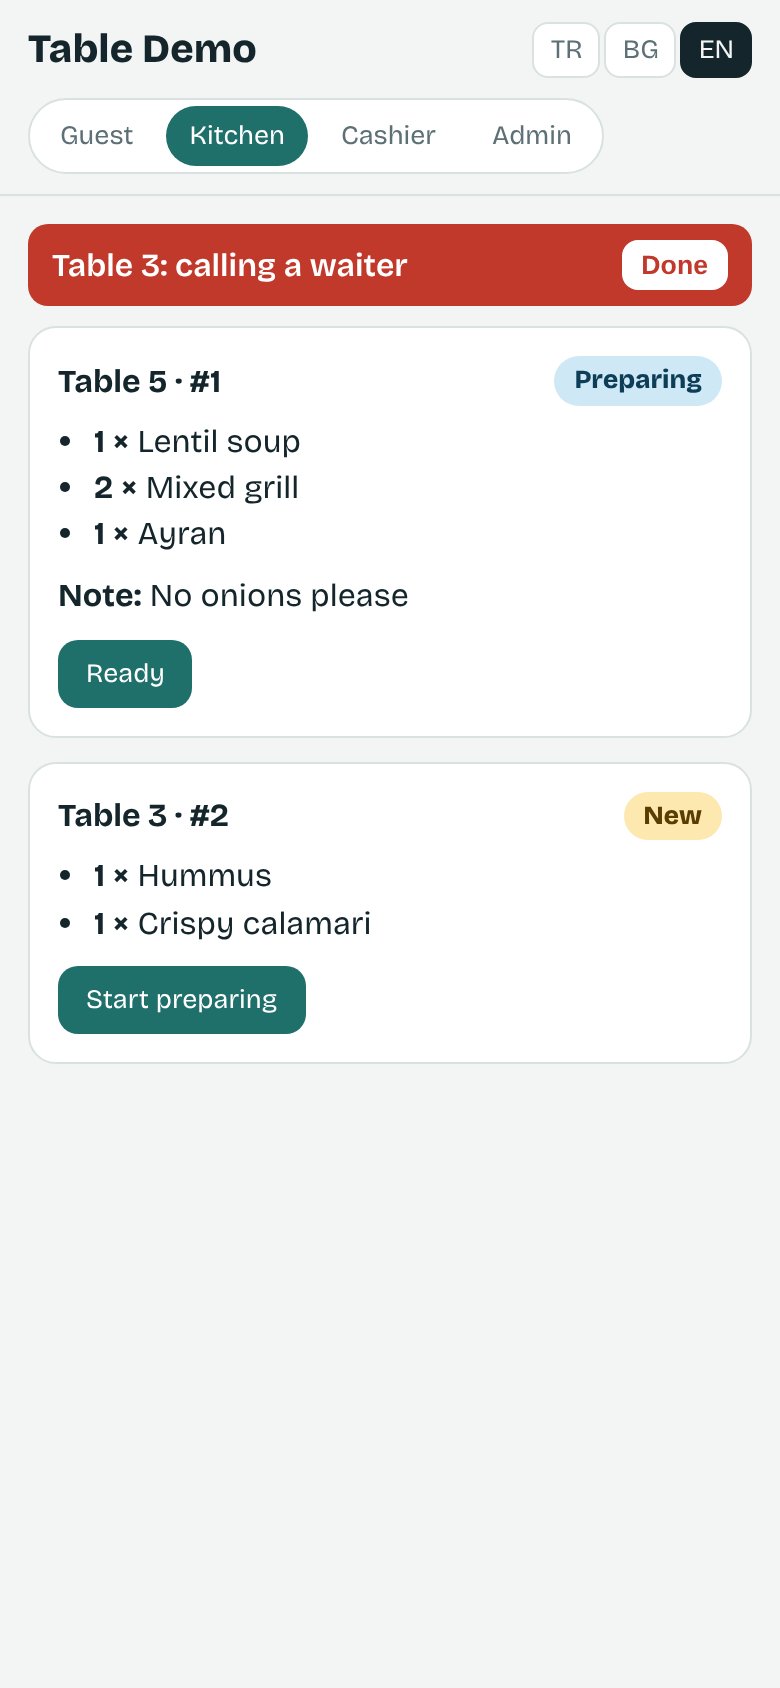 Table Demo
TR BG EN
Guest Kitchen Cashier Admin
Table 3: calling a waiter Done
Table 5 · #1 Preparing
• 1 × Lentil soup
• 2 × Mixed grill
• 1 × Ayran
Note: No onions please
Ready
Table 3 · #2 New
• 1 × Hummus
• 1 × Crispy calamari
Start preparing